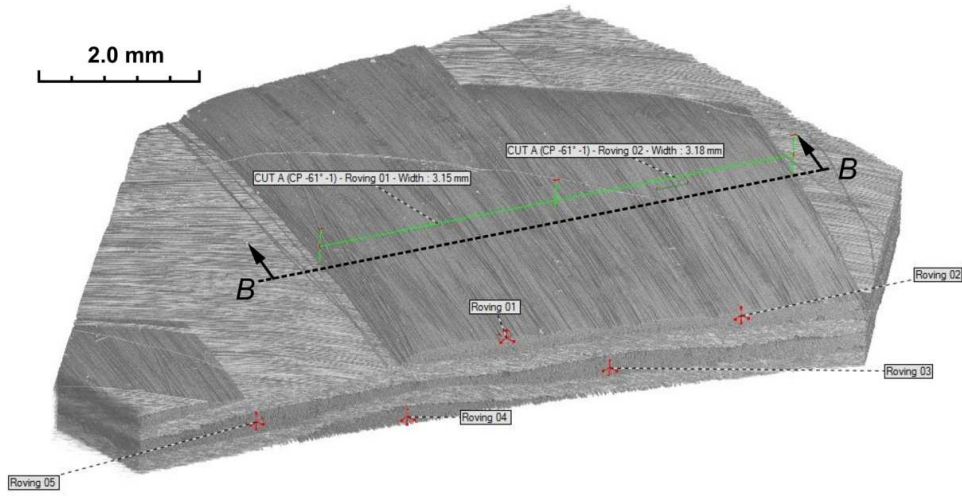 2.0 mm
CUT A (CP -61° -1) - Roving 02 - Width : 3.18 mm
CUT A (CP -61° -1) - Roving 01 - Width : 3.15 mm
B
B
Roving 02
Roving 01
Roving 03
Roving 04
Roving 05